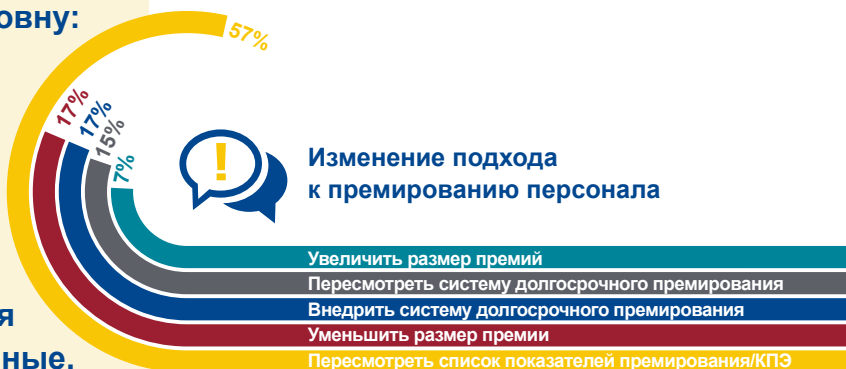 овну:
57%
17%
17%
15%
7%
!
Изменение подхода
к премированию персонала
Увеличить размер премий
Пересмотреть систему долгосрочного премирования
Внедрить систему долгосрочного премирования
Уменьшить размер премии
Пересмотреть список показателей премирования/КПЭ
я
ные.